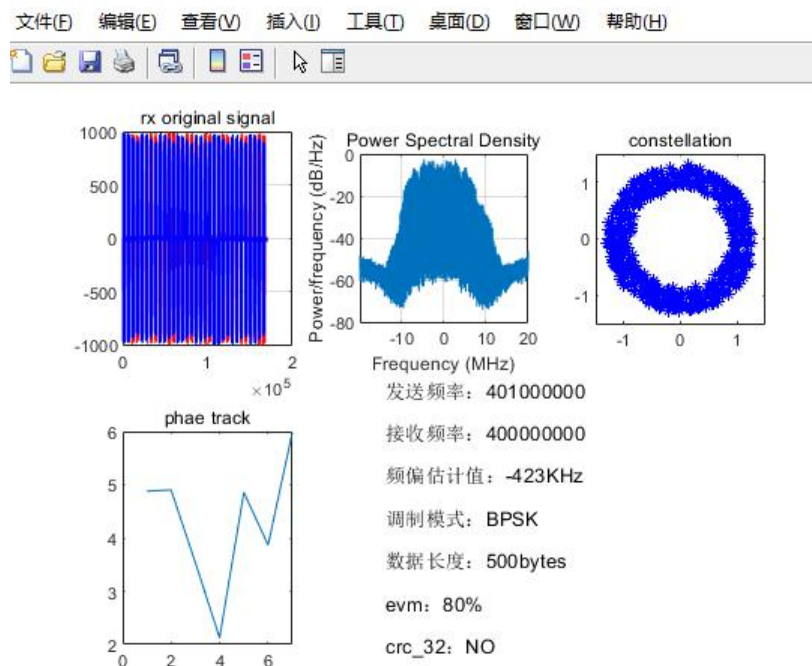 文件(F) 编辑(E) 查看(V) 插入(I) 工具(T) 桌面(D) 窗口(W) 帮助(H)
rx original signal
1000
500
0
-500
-1000
0 1 2
×10^5
Power Spectral Density
Power/frequency (dB/Hz)
0
-20
-40
-60
-80
-10 0 10 20
Frequency (MHz)
constellation
1
0
-1
-1 0 1
phae track
6
5
4
3
2
0 2 4 6
发送频率：401000000
接收频率：400000000
频偏估计值：-423KHz
调制模式：BPSK
数据长度：500bytes
evm：80%
crc_32：NO